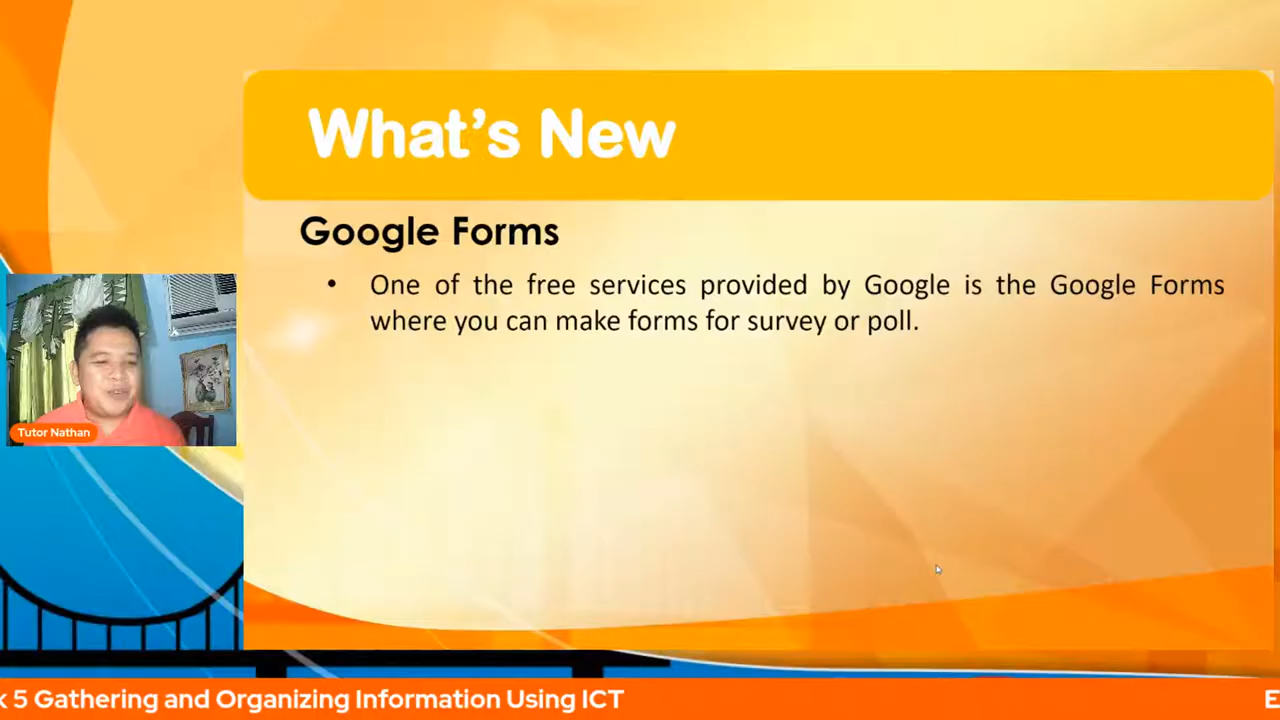 What's New
Google Forms
• One of the free services provided by Google is the Google Forms
where you can make forms for survey or poll.
Tutor Nathan
5 Gathering and Organizing Information Using ICT